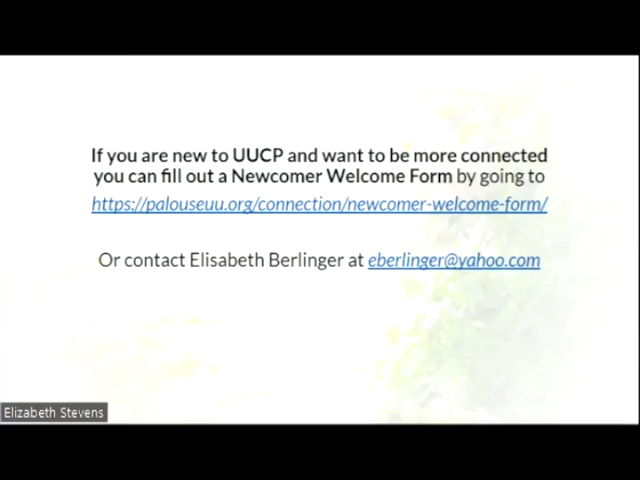 If you are new to UUCP and want to be more connected
you can fill out a Newcomer Welcome Form by going to
https://palouseuu.org/connection/newcomer-welcome-form/
Or contact Elisabeth Berlinger at eberlinger@yahoo.com
Elizabeth Stevens